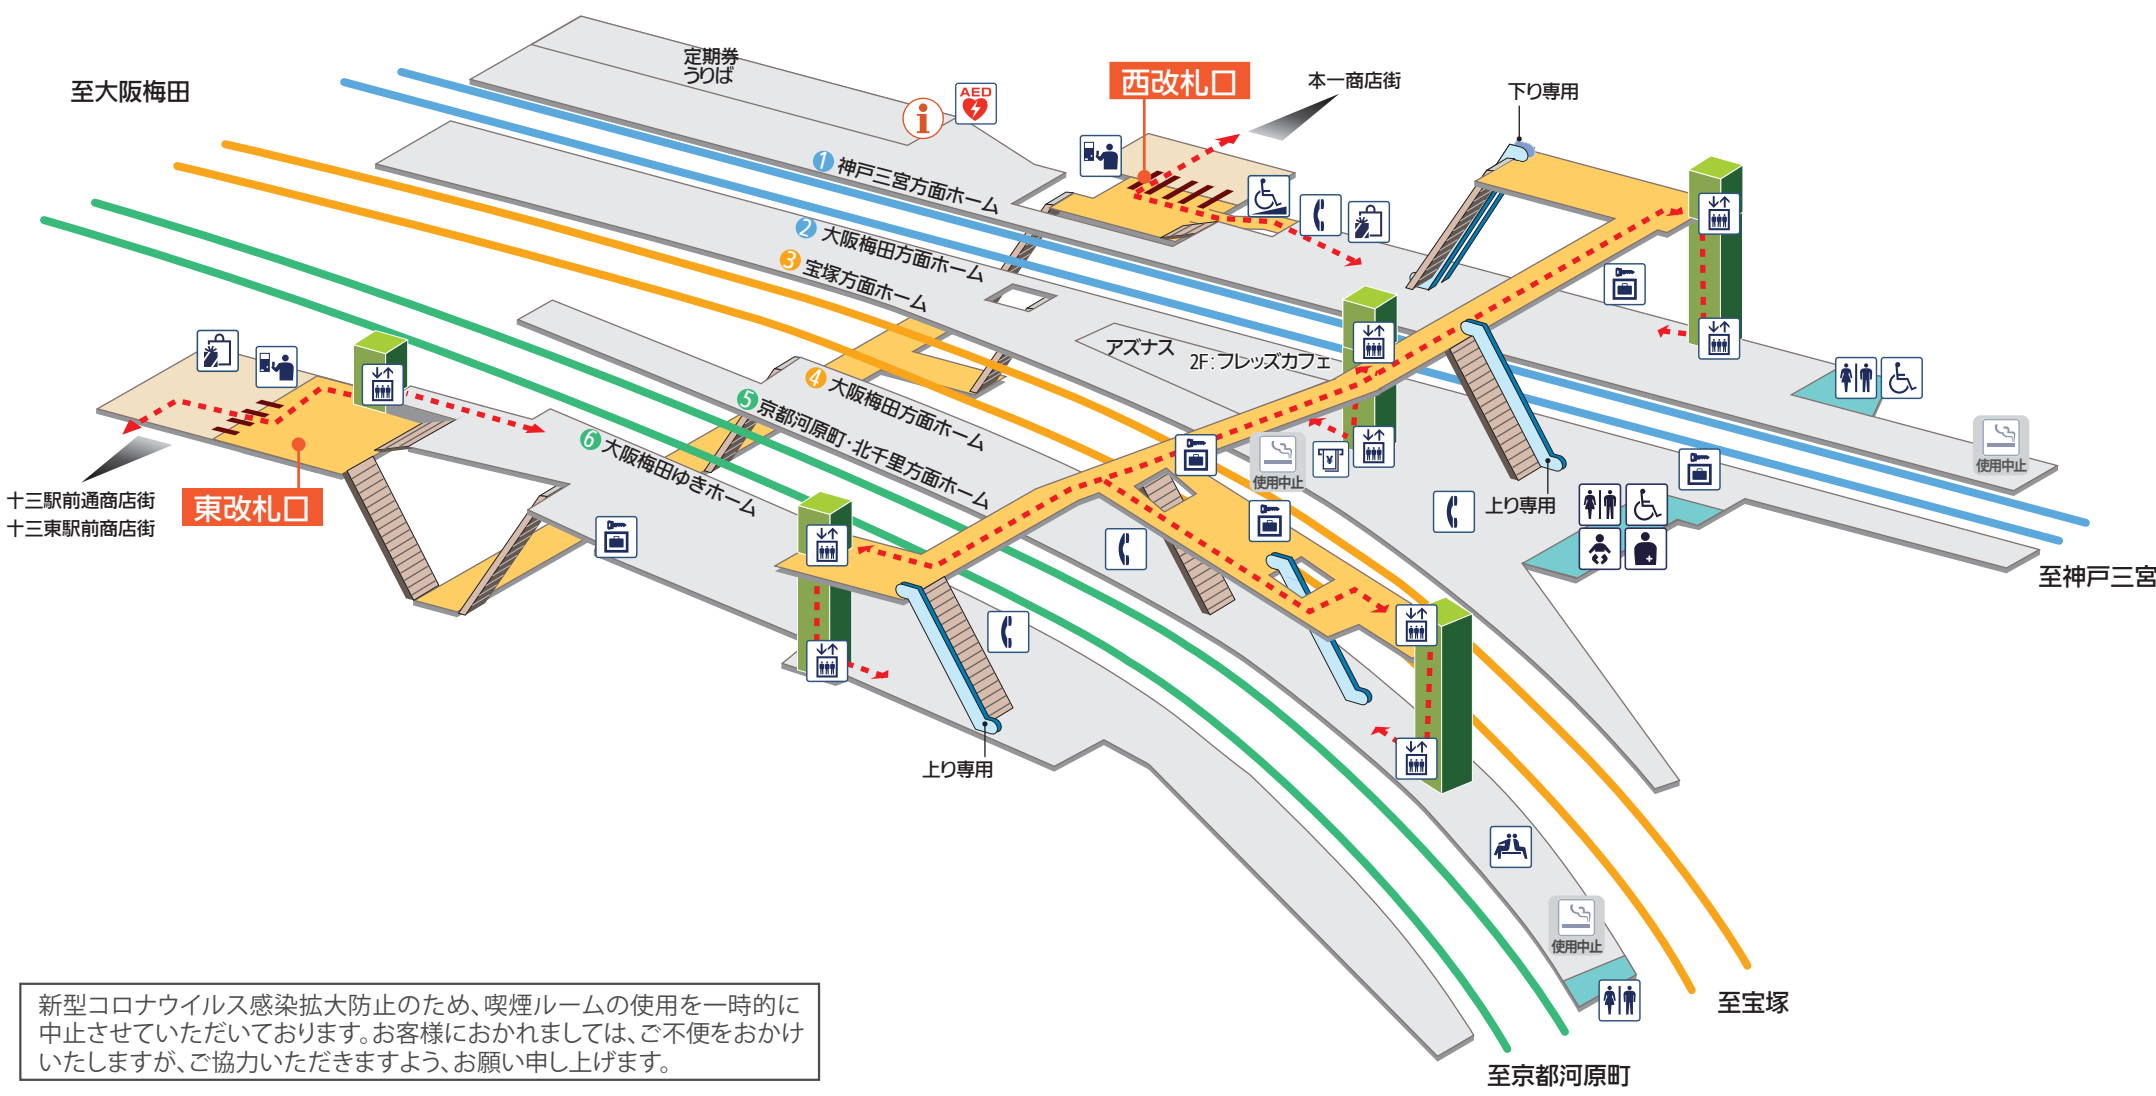 至大阪梅田
定期券
うりば
AED
i
西改札口
本一商店街
下り専用
1 神戸三宮方面ホーム
2 大阪梅田方面ホーム
3 宝塚方面ホーム
アズナス
2F:フレッズカフェ
4 大阪梅田方面ホーム
5 京都河原町・北千里方面ホーム
6 大阪梅田ゆきホーム
東改札口
十三駅前通商店街
十三東駅前商店街
使用中止
¥
使用中止
上り専用
至神戸三宮
上り専用
使用中止
至宝塚
至京都河原町
新型コロナウイルス感染拡大防止のため、喫煙ルームの使用を一時的に
中止させていただいております。お客様におかれましては、ご不便をおかけ
いたしますが、ご協力いただきますよう、お願い申し上げます。